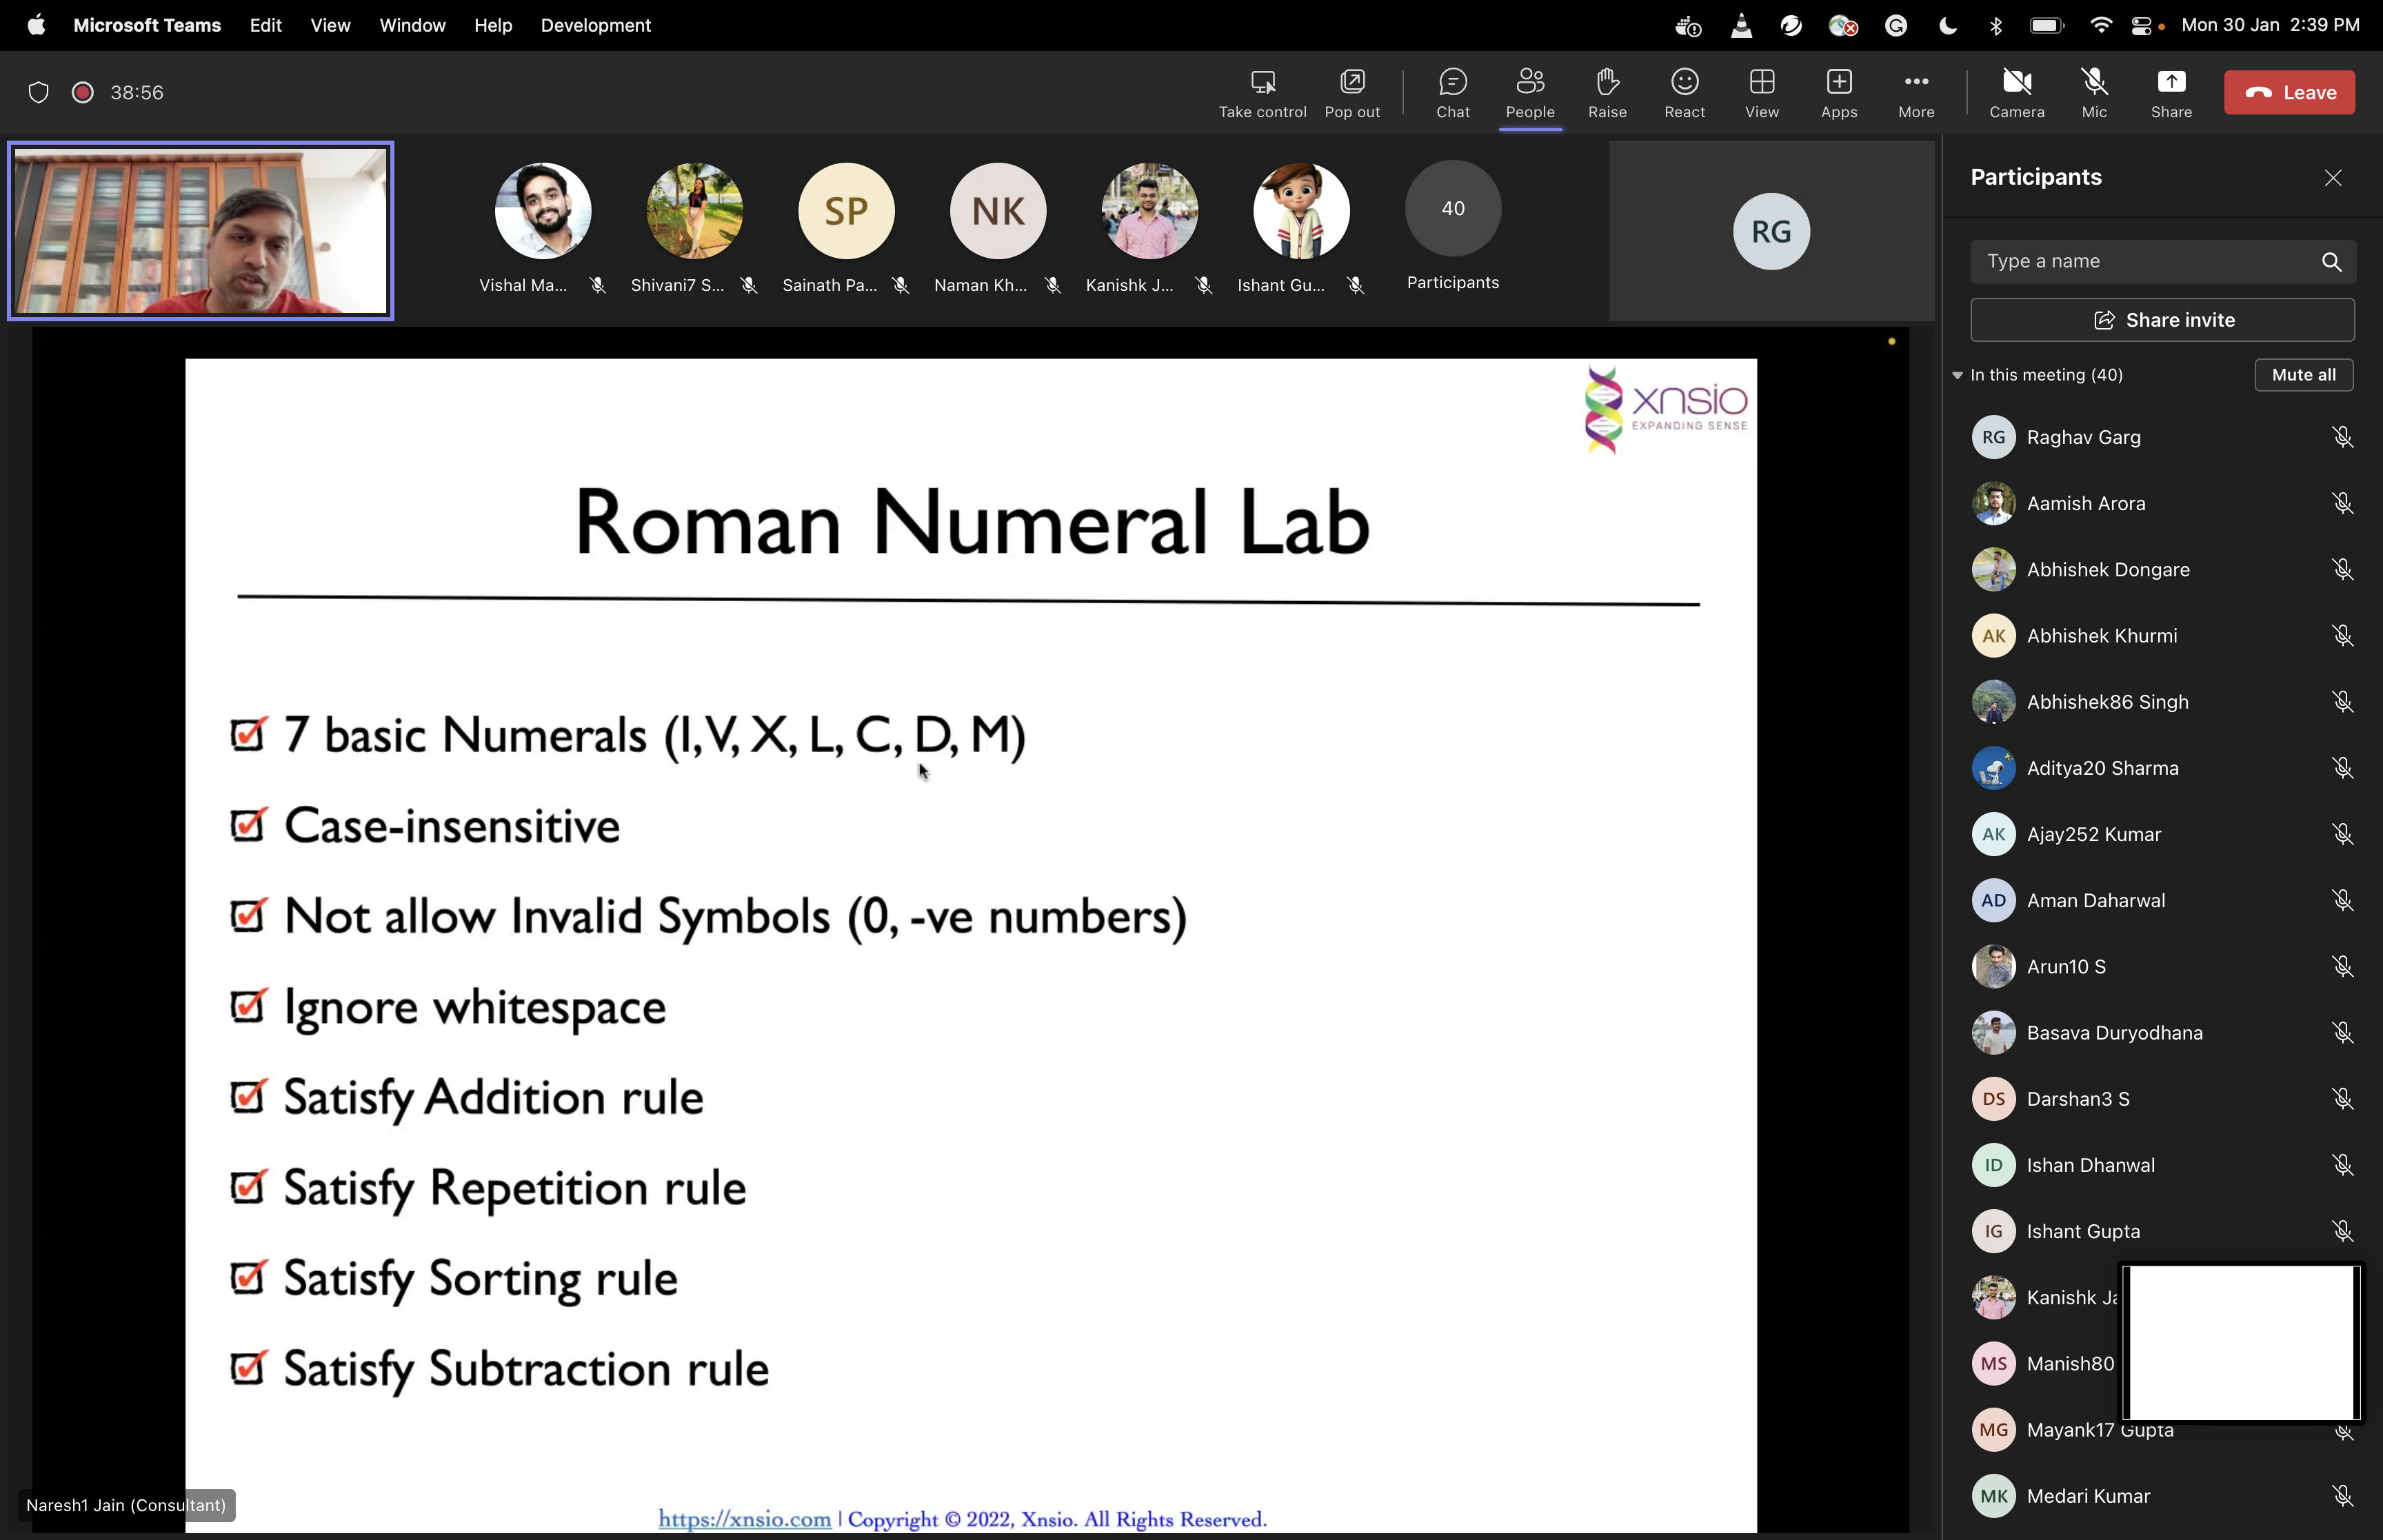 Microsoft Teams Edit View Window Help Development
Mon 30 Jan 2:39 PM
38:56
Take control Pop out Chat People Raise React View Apps More Camera Mic Share Leave
SP NK 40 RG
Vishal Ma... Shivani7 S... Sainath Pa... Naman Kh... Kanishk J... Ishant Gu... Participants
xnsio
EXPANDING SENSE
Roman Numeral Lab
7 basic Numerals (I, V, X, L, C, D, M)
Case-insensitive
Not allow Invalid Symbols (0, -ve numbers)
Ignore whitespace
Satisfy Addition rule
Satisfy Repetition rule
Satisfy Sorting rule
Satisfy Subtraction rule
Naresh1 Jain (Consultant)
https://xnsio.com | Copyright © 2022, Xnsio. All Rights Reserved.
Participants
Type a name
Share invite
In this meeting (40) Mute all
RG Raghav Garg
Aamish Arora
Abhishek Dongare
AK Abhishek Khurmi
Abhishek86 Singh
Aditya20 Sharma
AK Ajay252 Kumar
AD Aman Daharwal
Arun10 S
Basava Duryodhana
DS Darshan3 S
ID Ishan Dhanwal
IG Ishant Gupta
Kanishk
MS Manish80
MG Mayank17 Gupta
MK Medari Kumar